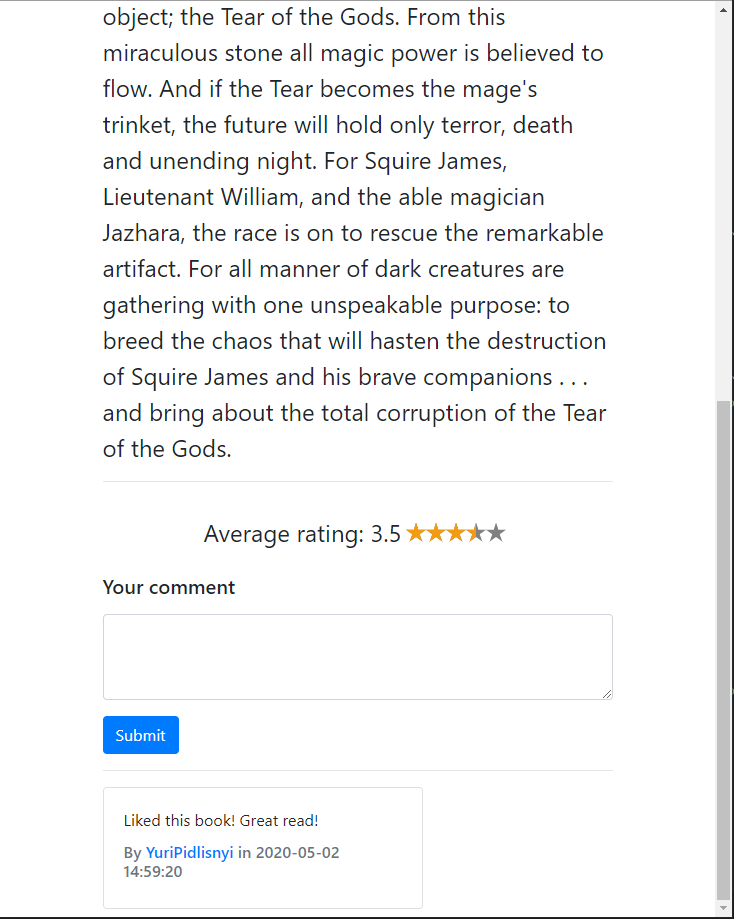 object; the Tear of the Gods. From this
miraculous stone all magic power is believed to
flow. And if the Tear becomes the mage's
trinket, the future will hold only terror, death
and unending night. For Squire James,
Lieutenant William, and the able magician
Jazhara, the race is on to rescue the remarkable
artifact. For all manner of dark creatures are
gathering with one unspeakable purpose: to
breed the chaos that will hasten the destruction
of Squire James and his brave companions . . .
and bring about the total corruption of the Tear
of the Gods.
Average rating: 3.5
Your comment
Submit
Liked this book! Great read!
By YuriPidlisnyi in 2020-05-02
14:59:20